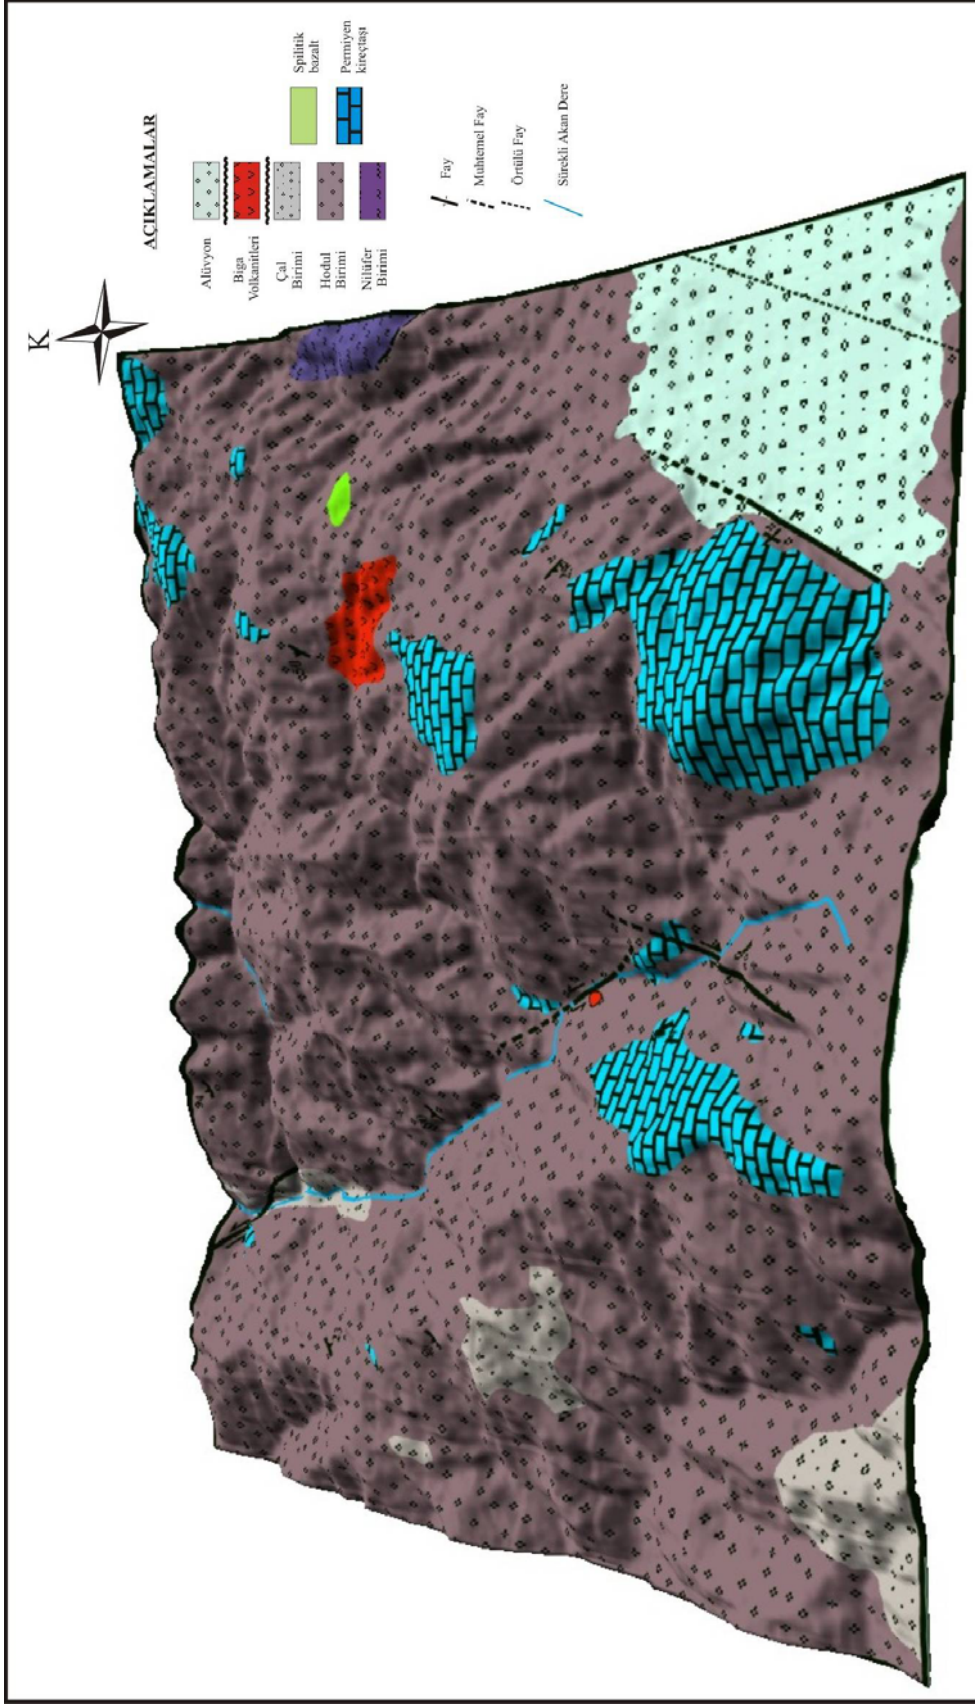 K
AÇIKLAMALAR
Alüvyon
Biga
Volkanitleri
Çal
Birimi
Hodul
Birimi
Nilüfer
Birimi
Spilitik
bazalt
Permiyen
kireçtaşı
Fay
Muhtemel Fay
Örtülü Fay
Sürekli Akan Dere